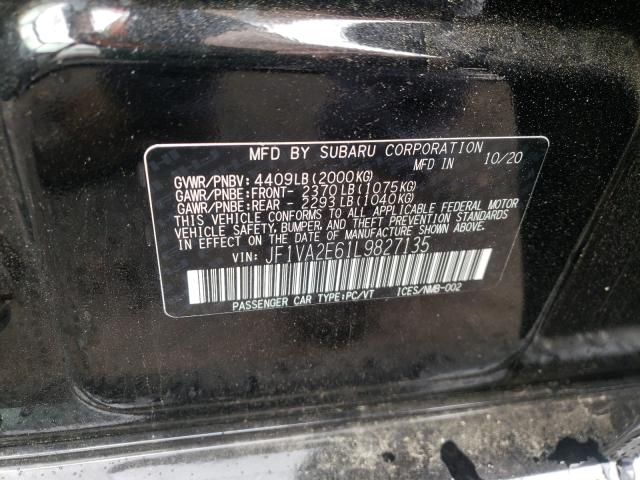 MFD BY SUBARU CORPORATION
MFD IN 10/20
GVWR/PNBV: 4409LB(2000KG)
GAWR/PNBE:FRONT- 2370LB(1075KG)
GAWR/PNBE:REAR - 2293LB(1040KG)
THIS VEHICLE CONFORMS TO ALL APPLICABLE FEDERAL MOTOR
VEHICLE SAFETY, BUMPER, AND THEFT PREVENTION STANDARDS
IN EFFECT ON THE DATE OF MANUFACTURE SHOWN ABOVE.
VIN: JF1VA2E61L9827135
PASSENGER CAR TYPE:PC/VT ICES/NMB-002